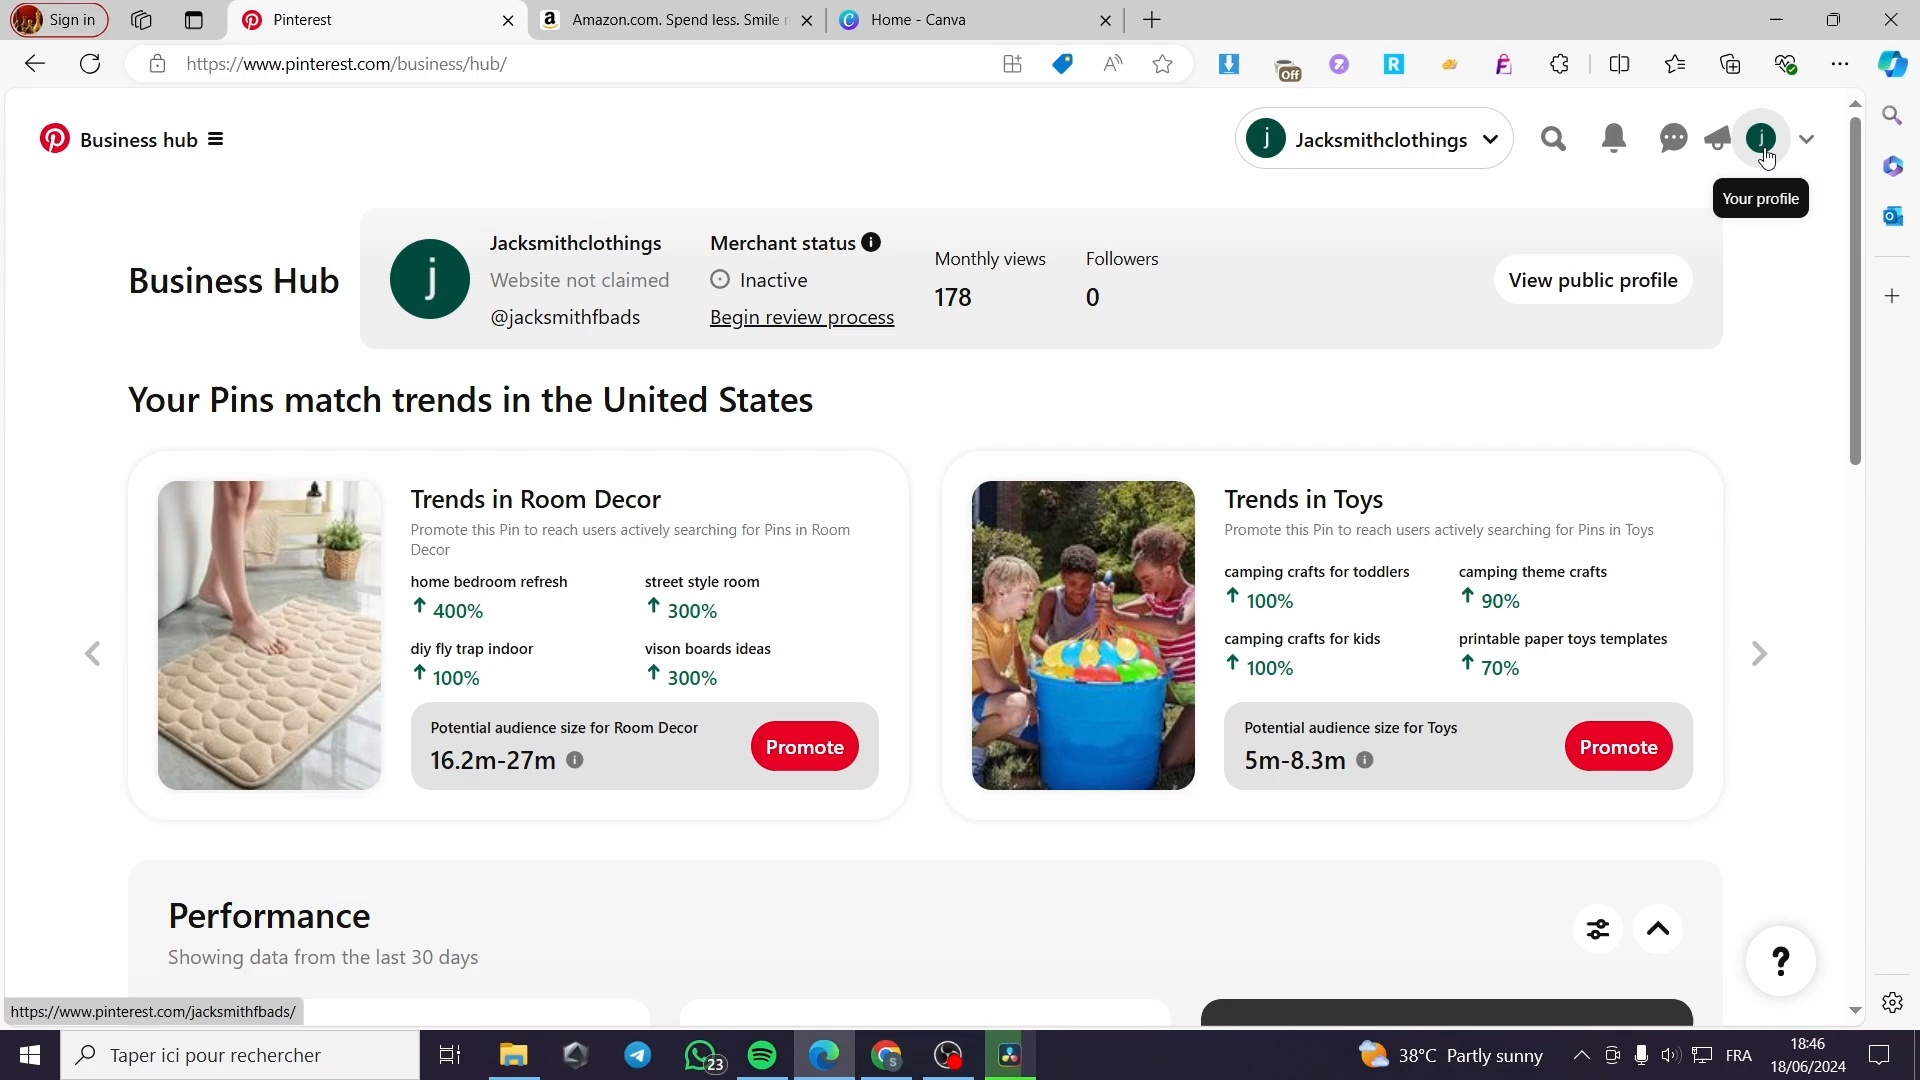 Sign in
Pinterest
Amazon.com. Spend less. Smile
Home - Canva
https://www.pinterest.com/business/hub/
Off
Business hub
j
Jacksmithclothings
j
Your profile
Business Hub
j
Jacksmithclothings
Website not claimed
@jacksmithfbads
Merchant status
Inactive
Begin review process
Monthly views
178
Followers
0
View public profile
Your Pins match trends in the United States
Trends in Room Decor
Promote this Pin to reach users actively searching for Pins in Room
Decor
home bedroom refresh
400%
street style room
300%
diy fly trap indoor
100%
vison boards ideas
300%
Potential audience size for Room Decor
16.2m-27m
Promote
Trends in Toys
Promote this Pin to reach users actively searching for Pins in Toys
camping crafts for toddlers
100%
camping theme crafts
90%
camping crafts for kids
100%
printable paper toys templates
70%
Potential audience size for Toys
5m-8.3m
Promote
Performance
Showing data from the last 30 days
?
https://www.pinterest.com/jacksmithfbads/
Taper ici pour rechercher
23
38°C Partly sunny
FRA
18:46
18/06/2024